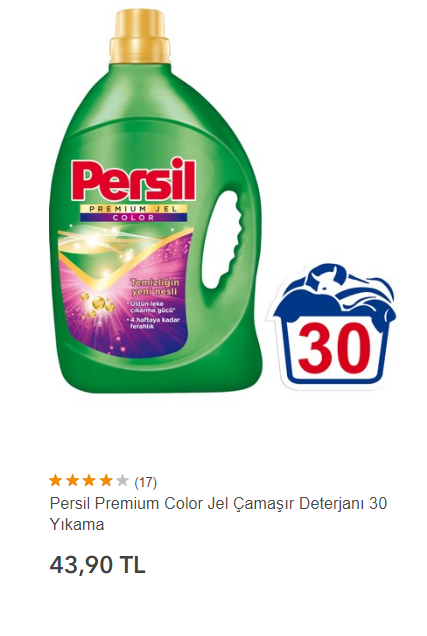 Persil
PREMIUM JEL
COLOR
Temizliğin
yeni nesli
• Üstün leke
çıkarma gücü*
• 4 haftaya kadar
ferahlık
30
(17)
Persil Premium Color Jel Çamaşır Deterjanı 30
Yıkama
43,90 TL